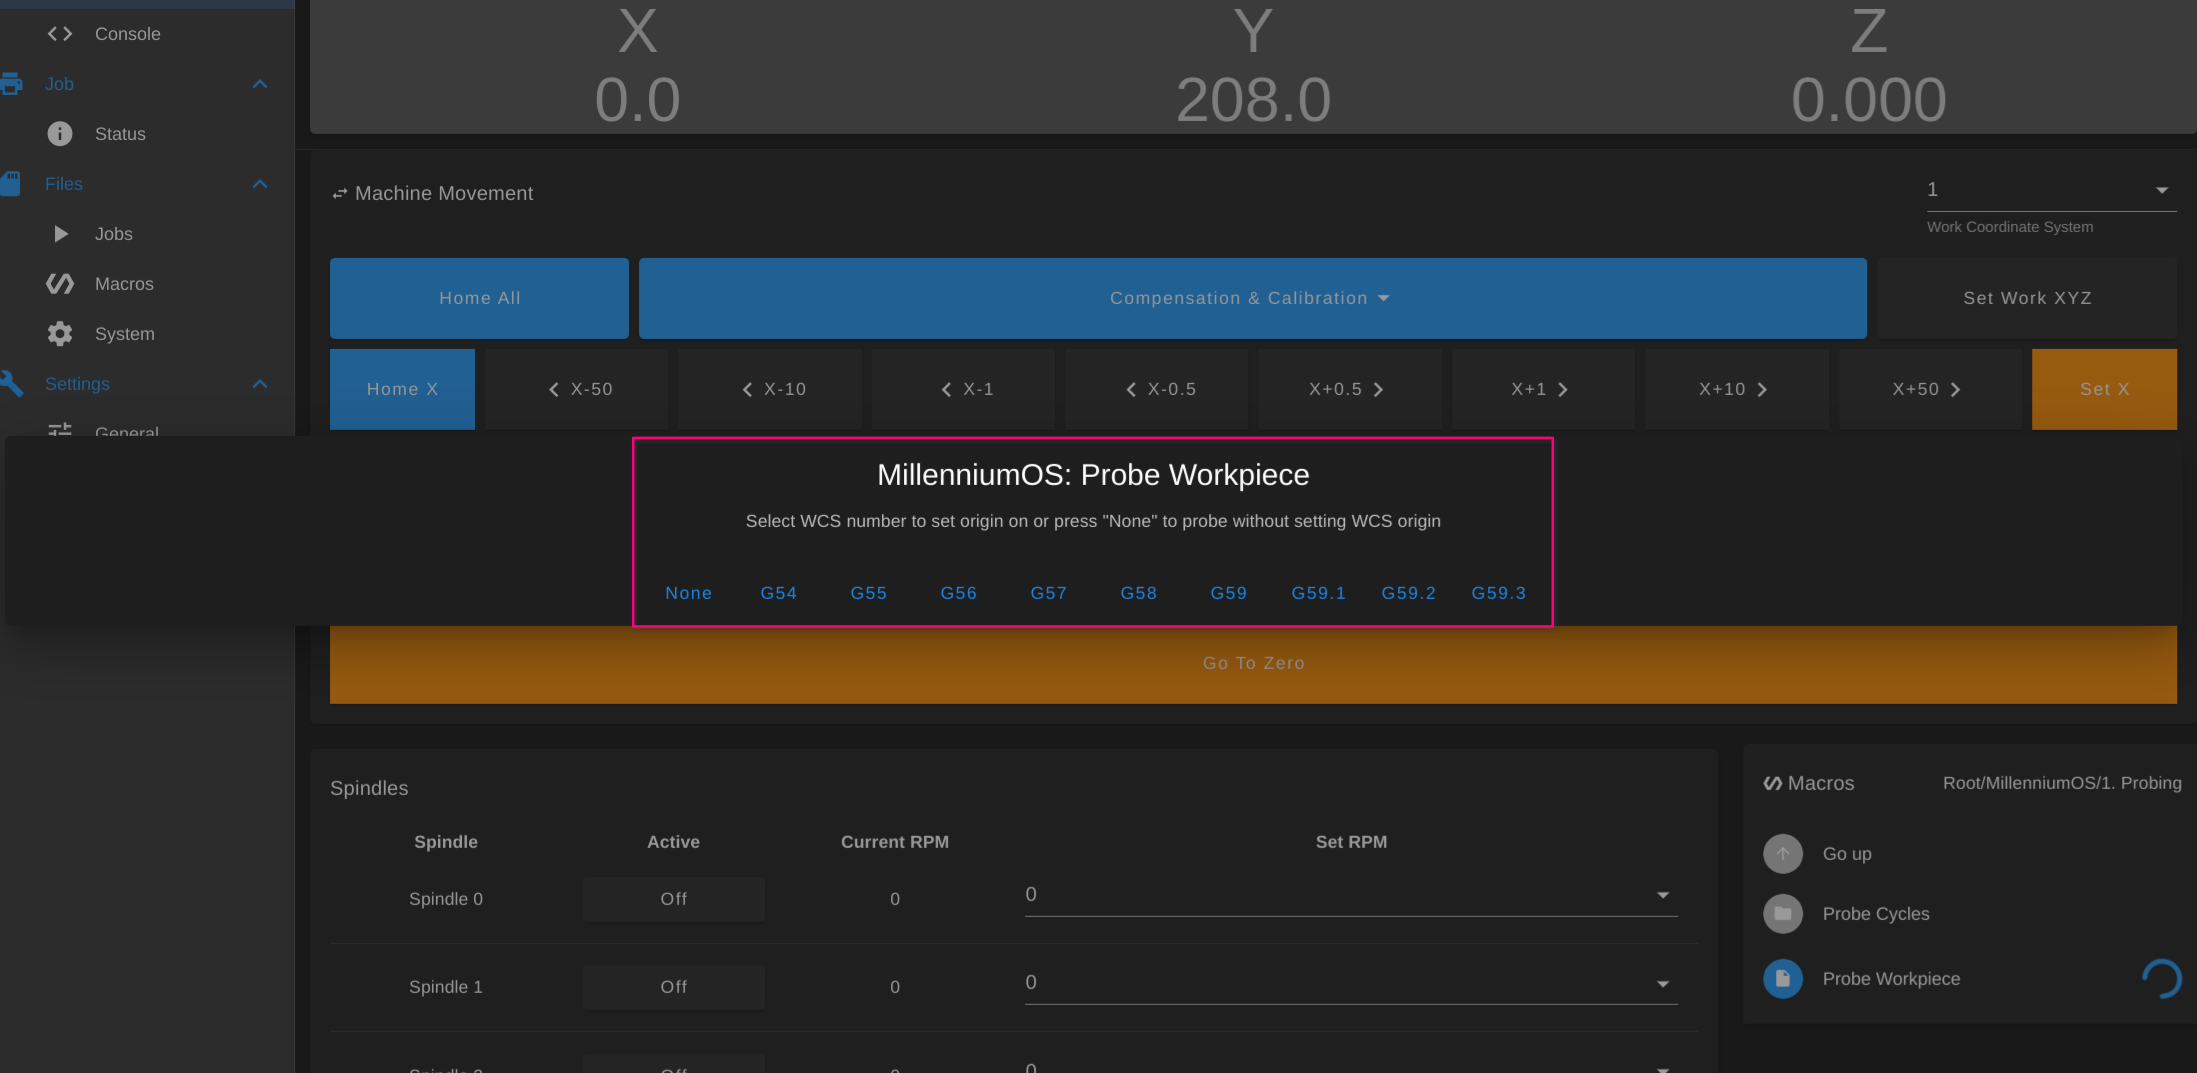 X
Y
Z
0.0
208.0
0.000
Console
Job
Status
Files
Jobs
Macros
System
Settings
General
Machine Movement
1
Work Coordinate System
Home All
Compensation & Calibration
Set Work XYZ
Home X
X-50
X-10
X-1
X-0.5
X+0.5
X+1
X+10
X+50
Set X
MillenniumOS: Probe Workpiece
Select WCS number to set origin on or press "None" to probe without setting WCS origin
None
G54
G55
G56
G57
G58
G59
G59.1
G59.2
G59.3
Go To Zero
Spindles
Spindle
Active
Current RPM
Set RPM
Spindle 0
Off
0
0
Spindle 1
Off
0
0
Off
0
0
Macros
Root/MillenniumOS/1. Probing
Go up
Probe Cycles
Probe Workpiece